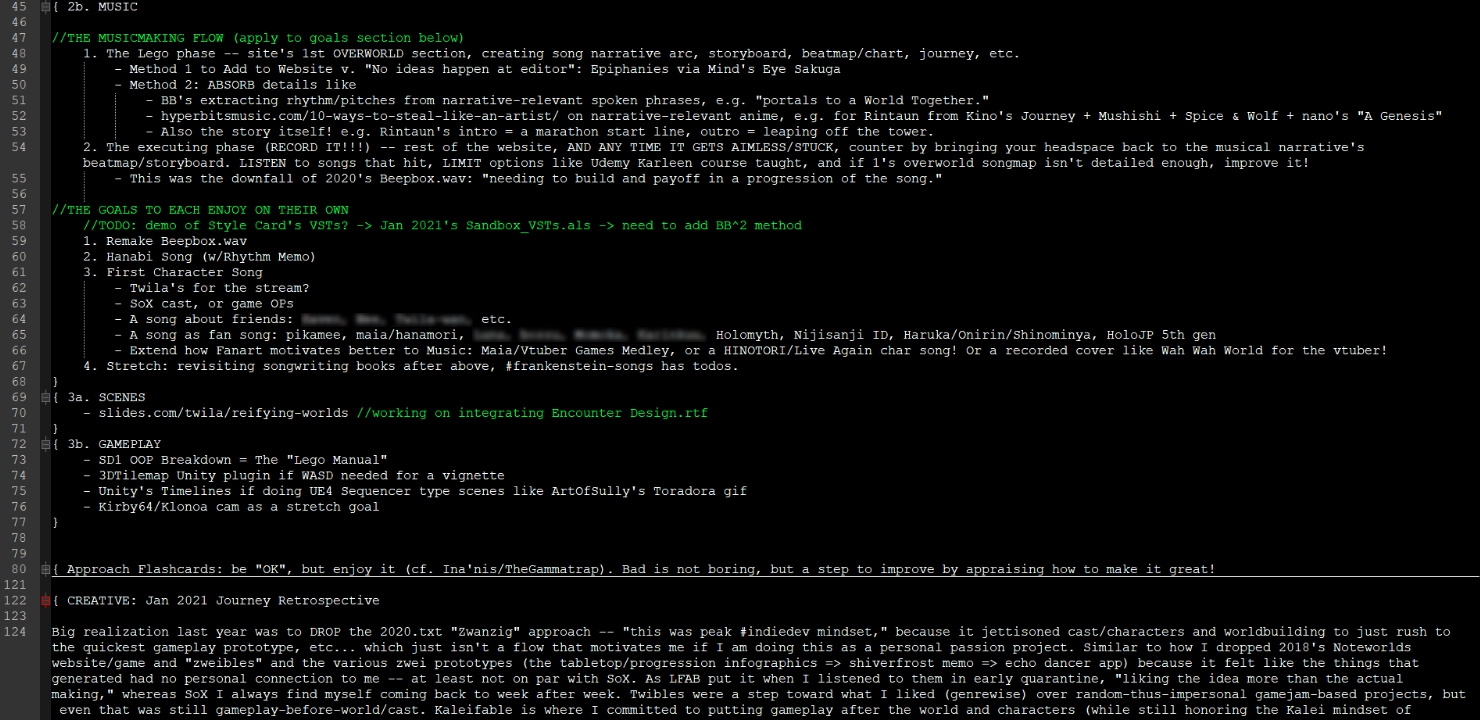 45 { 2b. MUSIC
46
47 //THE MUSICMAKING FLOW (apply to goals section below)
48 1. The Lego phase -- site's 1st OVERWORLD section, creating song narrative arc, storyboard, beatmap/chart, journey, etc.
49 - Method 1 to Add to Website v. "No ideas happen at editor": Epiphanies via Mind's Eye Sakuga
50 - Method 2: ABSORB details like
51 - BB's extracting rhythm/pitches from narrative-relevant spoken phrases, e.g. "portals to a World Together."
52 - hyperbitsmusic.com/10-ways-to-steal-like-an-artist/ on narrative-relevant anime, e.g. for Rintaun from Kino's Journey + Mushishi + Spice & Wolf + nano's "A Genesis"
53 - Also the story itself! e.g. Rintaun's intro = a marathon start line, outro = leaping off the tower.
54 2. The executing phase (RECORD IT!!!) -- rest of the website, AND ANY TIME IT GETS AIMLESS/STUCK, counter by bringing your headspace back to the musical narrative's
beatmap/storyboard. LISTEN to songs that hit, LIMIT options like Udemy Karleen course taught, and if 1's overworld songmap isn't detailed enough, improve it!
55 - This was the downfall of 2020's Beepbox.wav: "needing to build and payoff in a progression of the song."
56
57 //THE GOALS TO EACH ENJOY ON THEIR OWN
58 //TODO: demo of Style Card's VSTs? -> Jan 2021's Sandbox_VSTs.als -> need to add BB^2 method
59 1. Remake Beepbox.wav
60 2. Hanabi Song (w/Rhythm Memo)
61 3. First Character Song
62 - Twila's for the stream?
63 - SoX cast, or game OPs
64 - A song about friends: etc.
65 - A song as fan song: pikamee, maia/hanamori, Holomyth, Nijisanji ID, Haruka/Onirin/Shinominya, HoloJP 5th gen
66 - Extend how Fanart motivates better to Music: Maia/Vtuber Games Medley, or a HINOTORI/Live Again char song! Or a recorded cover like Wah Wah World for the vtuber!
67 4. Stretch: revisiting songwriting books after above, #frankenstein-songs has todos.
68 }
69 { 3a. SCENES
70 - slides.com/twila/reifying-worlds //working on integrating Encounter Design.rtf
71 }
72 { 3b. GAMEPLAY
73 - SD1 OOP Breakdown = The "Lego Manual"
74 - 3DTilemap Unity plugin if WASD needed for a vignette
75 - Unity's Timelines if doing UE4 Sequencer type scenes like ArtOfSully's Toradora gif
76 - Kirby64/Klonoa cam as a stretch goal
77 }
78
79
80 { Approach Flashcards: be "OK", but enjoy it (cf. Ina'nis/TheGammatrap). Bad is not boring, but a step to improve by appraising how to make it great!
121
122 { CREATIVE: Jan 2021 Journey Retrospective
123
124 Big realization last year was to DROP the 2020.txt "Zwanzig" approach -- "this was peak #indiedev mindset," because it jettisoned cast/characters and worldbuilding to just rush to
the quickest gameplay prototype, etc... which just isn't a flow that motivates me if I am doing this as a personal passion project. Similar to how I dropped 2018's Noteworlds
website/game and "zweibles" and the various zwei prototypes (the tabletop/progression infographics => shiverfrost memo => echo dancer app) because it felt like the things that
generated had no personal connection to me -- at least not on par with SoX. As LFAB put it when I listened to them in early quarantine, "liking the idea more than the actual
making," whereas SoX I always find myself coming back to week after week. Twibles were a step toward what I liked (genrewise) over random-thus-impersonal gamejam-based projects, but
even that was still gameplay-before-world/cast. Kaleifable is where I committed to putting gameplay after the world and characters (while still honoring the Kalei mindset of